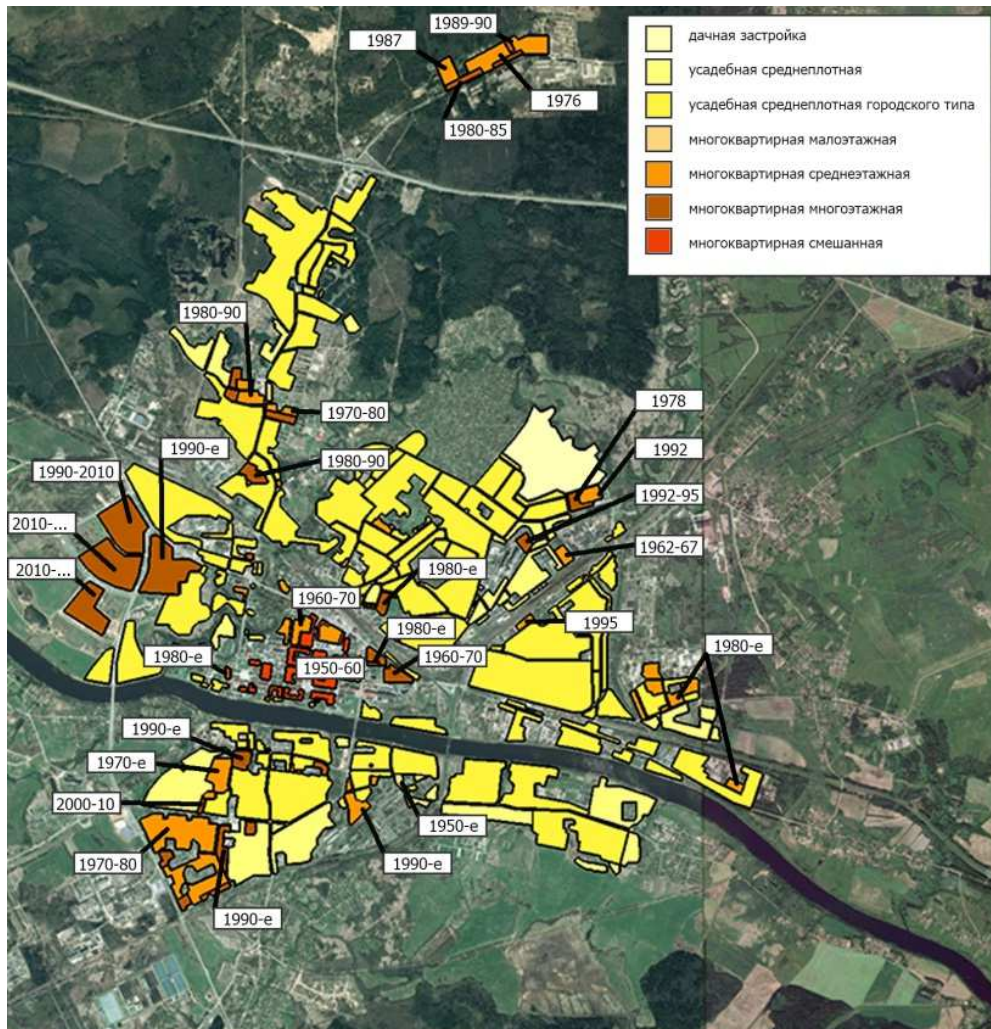 1989-90
1987
1976
1980-85
дачная застройка
усадебная среднеплотная
усадебная среднеплотная городского типа
многоквартирная малоэтажная
многоквартирная среднеэтажная
многоквартирная многоэтажная
многоквартирная смешанная
1980-90
1970-80
1978
1990-е
1992
1980-90
1990-2010
1992-95
2010-...
1962-67
2010-...
1980-е
1960-70
1995
1980-е
1980-е
1950-60
1960-70
1980-е
1990-е
1970-е
2000-10
1950-е
1970-80
1990-е
1990-е